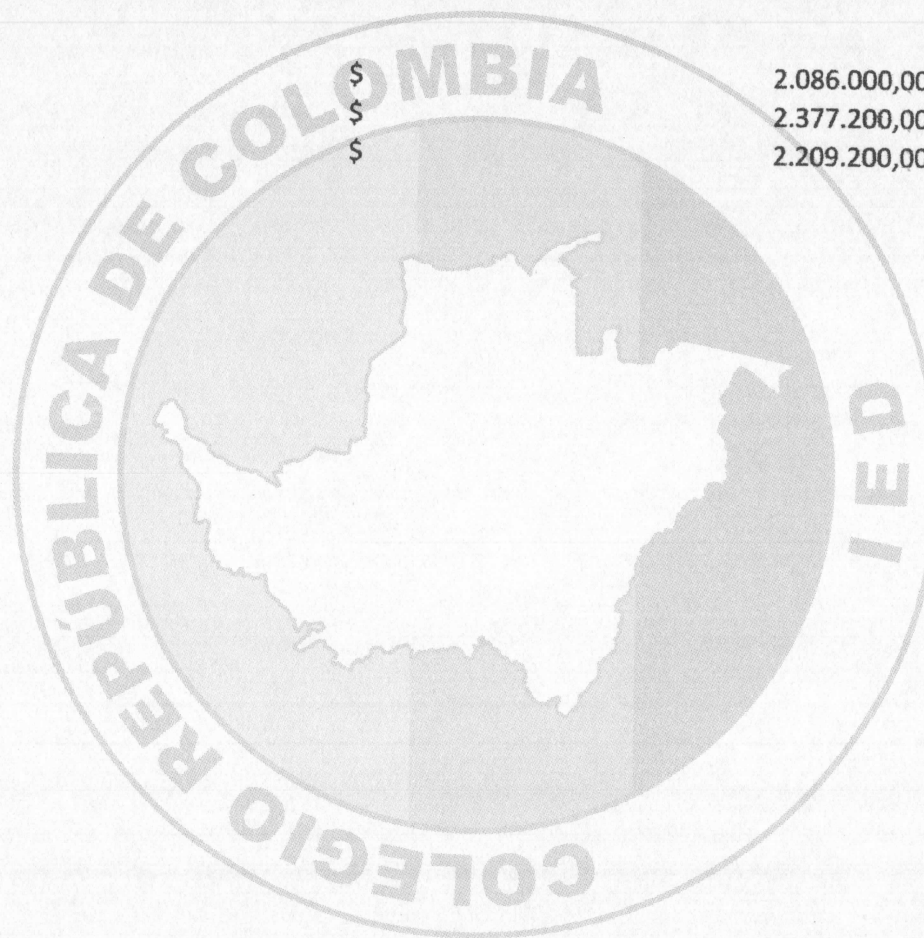 $ 2.086.000,00
$ 2.377.200,00
$ 2.209.200,00
COLEGIO REPÚBLICA DE COLOMBIA
IED